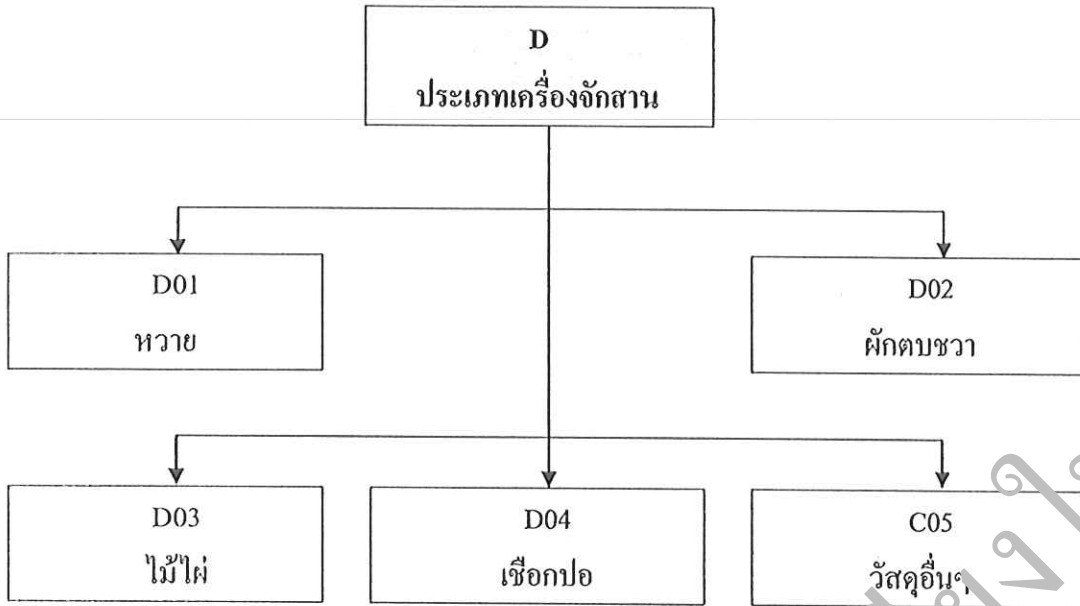 D
ประเภทเครื่องจักสาน
D01
หวาย
D02
ผักตบชวา
D03
ไม้ไผ่
D04
เชือกปอ
C05
วัสดุอื่นๆ